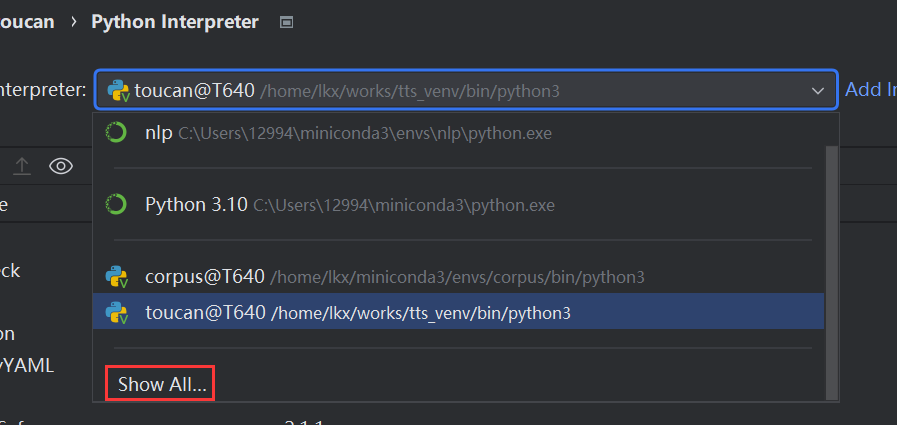 oucan › Python Interpreter
nterpreter: toucan@T640 /home/lkx/works/tts_venv/bin/python3 Add In
nlp C:\Users\12994\miniconda3\envs\nlp\python.exe
e
Python 3.10 C:\Users\12994\miniconda3\python.exe
eck
corpus@T640 /home/lkx/miniconda3/envs/corpus/bin/python3
toucan@T640 /home/lkx/works/tts_venv/bin/python3
on
yYAML
Show All...